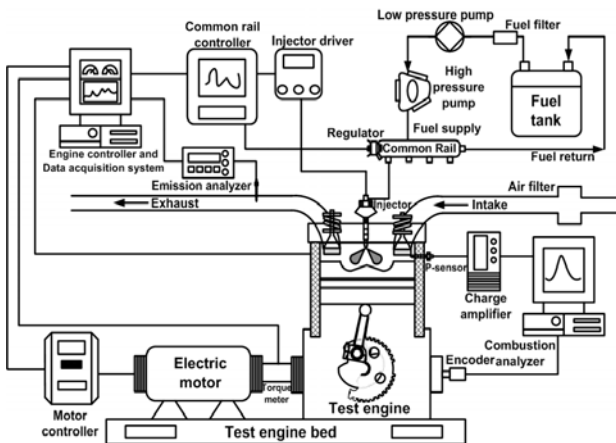 Common rail
controller
Injector driver
Low pressure pump
Fuel filter
High
pressure
pump
Fuel
tank
Fuel supply
Regulator
Common Rail
Fuel return
Engine controller and
Data acquisition system
Emission analyzer
Exhaust
Injector
Air filter
Intake
P-sensor
Charge
amplifier
Combustion
analyzer
Encoder
Electric
motor
Torque
meter
Test engine
Motor
controller
Test engine bed